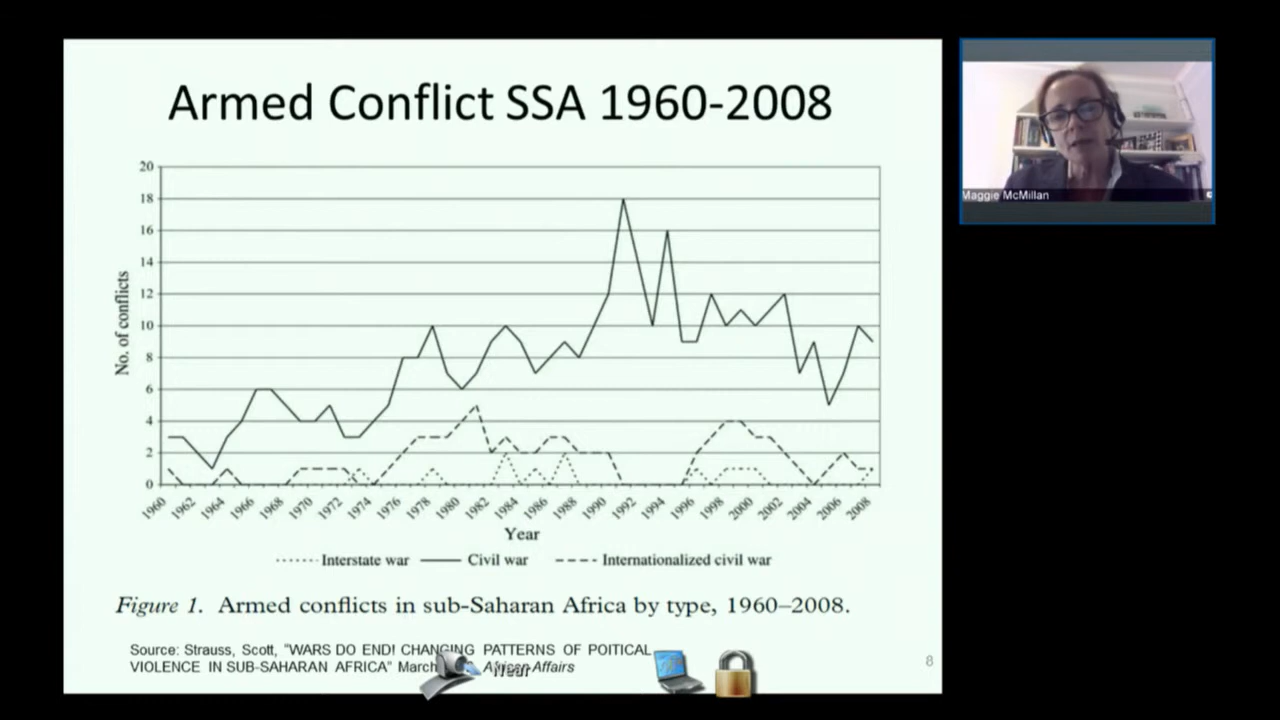 Armed Conflict SSA 1960-2008
Maggie McMillan
20
18
16
14
12
10
8
6
4
2
0
No. of conflicts
1960 1962 1964 1966 1968 1970 1972 1974 1976 1978 1980 1982 1984 1986 1988 1990 1992 1994 1996 1998 2000 2002 2004 2006 2008
Year
Interstate war Civil war Internationalized civil war
Figure 1. Armed conflicts in sub-Saharan Africa by type, 1960–2008.
Source: Strauss, Scott, "WARS DO END! CHANGING PATTERNS OF POITICAL
VIOLENCE IN SUB-SAHARAN AFRICA" March African Affairs
Near
8